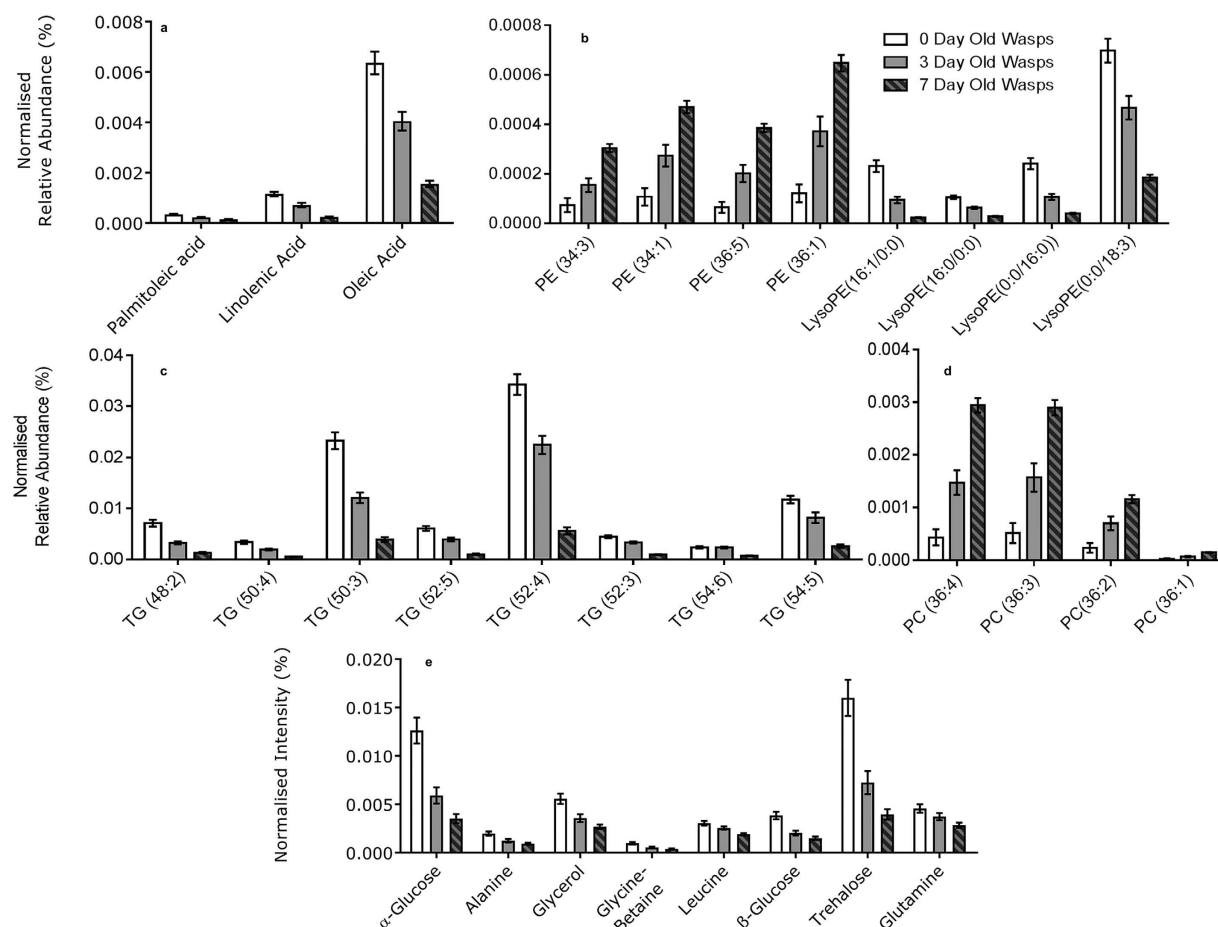 a
Normalised
Relative Abundance (%)
0.008
0.006
0.004
0.002
0.000
Palmitoleic acid
Linolenic Acid
Oleic Acid
b
0.0008
0.0006
0.0004
0.0002
0.0000
0 Day Old Wasps
3 Day Old Wasps
7 Day Old Wasps
PE (34:3)
PE (34:1)
PE (36:5)
PE (36:1)
LysoPE(16:1/0:0)
LysoPE(16:0/0:0)
LysoPE(0:0/16:0))
LysoPE(0:0/18:3)
c
Normalised
Relative Abundance (%)
0.04
0.03
0.02
0.01
0.00
TG (48:2)
TG (50:4)
TG (50:3)
TG (52:5)
TG (52:4)
TG (52:3)
TG (54:6)
TG (54:5)
d
0.004
0.003
0.002
0.001
0.000
PC (36:4)
PC (36:3)
PC(36:2)
PC (36:1)
e
Normalised Intensity (%)
0.020
0.015
0.010
0.005
0.000
α-Glucose
Alanine
Glycerol
Glycine-
Betaine
Leucine
β-Glucose
Trehalose
Glutamine